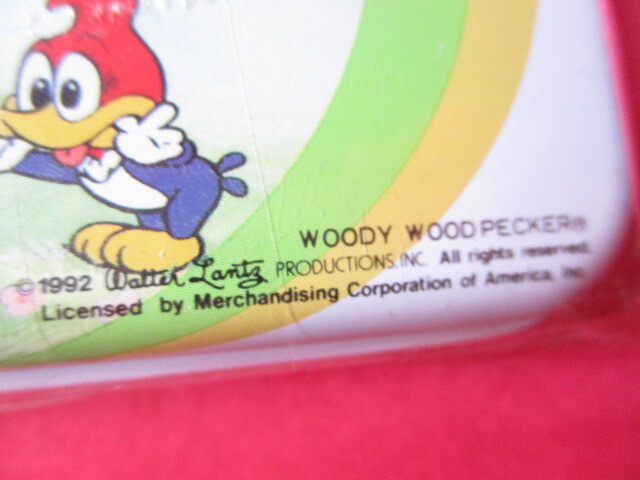 WOODY WOODPECKER®
©1992 Walter Lantz PRODUCTIONS, INC. All rights reserved.
Licensed by Merchandising Corporation of America, Inc.